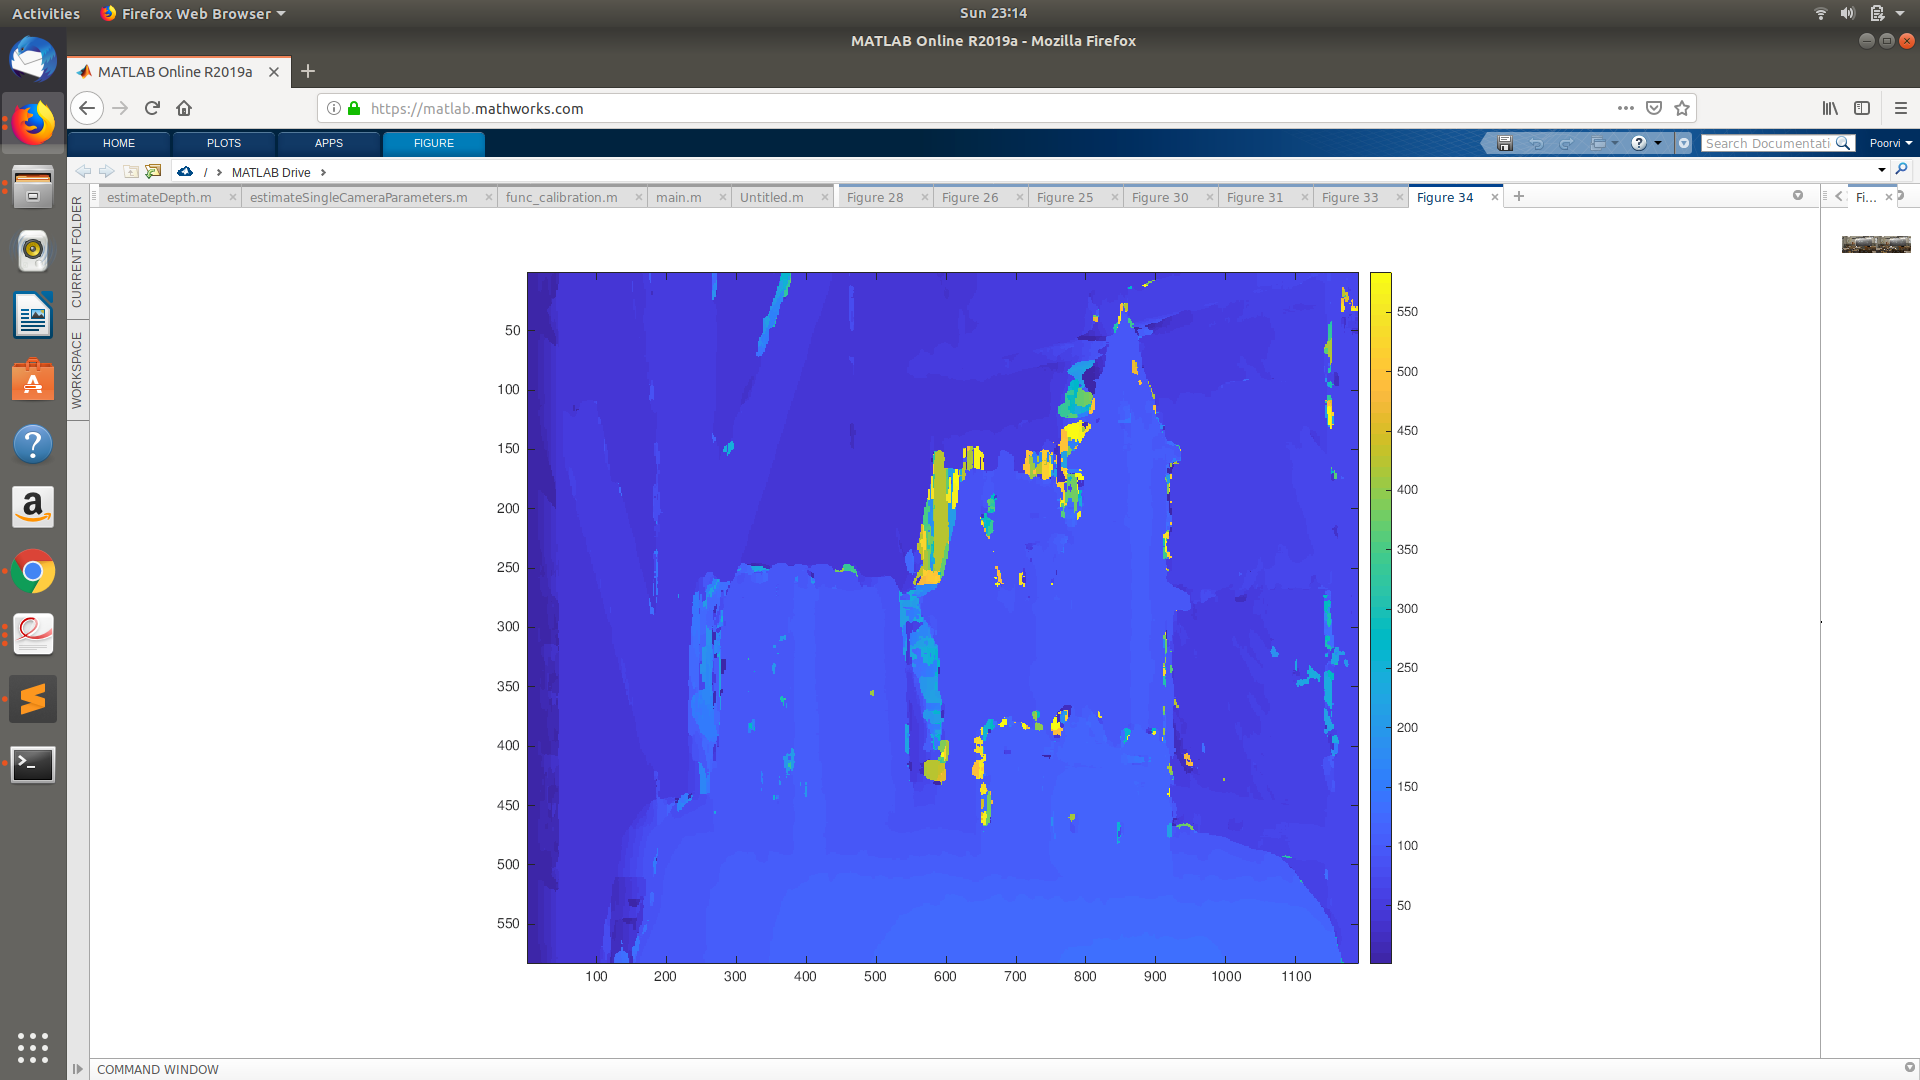 Activities Firefox Web Browser Sun 23:14
MATLAB Online R2019a - Mozilla Firefox
MATLAB Online R2019a
https://matlab.mathworks.com
HOME PLOTS APPS FIGURE Search Documentati Poorvi
/ MATLAB Drive
estimateDepth.m estimateSingleCameraParameters.m func_calibration.m main.m Untitled.m Figure 28 Figure 26 Figure 25 Figure 30 Figure 31 Figure 33 Figure 34 Fi...
CURRENT FOLDER
WORKSPACE
50
100
150
200
250
300
350
400
450
500
550
100 200 300 400 500 600 700 800 900 1000 1100
550
500
450
400
350
300
250
200
150
100
50
COMMAND WINDOW